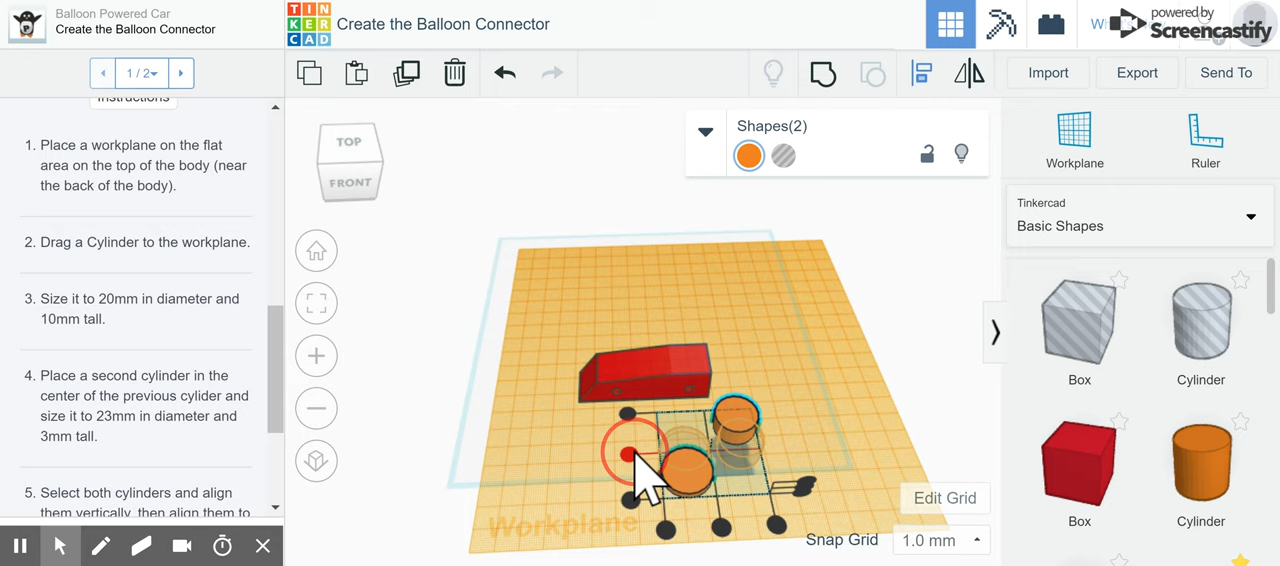 Balloon Powered Car
Create the Balloon Connector
TIN
KER
CAD
Create the Balloon Connector
Wh
powered by
Screencastify
1 / 2
Instructions
1. Place a workplane on the flat
area on the top of the body (near
the back of the body).
2. Drag a Cylinder to the workplane.
3. Size it to 20mm in diameter and
10mm tall.
4. Place a second cylinder in the
center of the previous cylider and
size it to 23mm in diameter and
3mm tall.
5. Select both cylinders and align
them vertically, then align them to
Import
Export
Send To
TOP
FRONT
Shapes(2)
Workplane
Edit Grid
Snap Grid
1.0 mm
Workplane
Ruler
Tinkercad
Basic Shapes
Box
Cylinder
Box
Cylinder